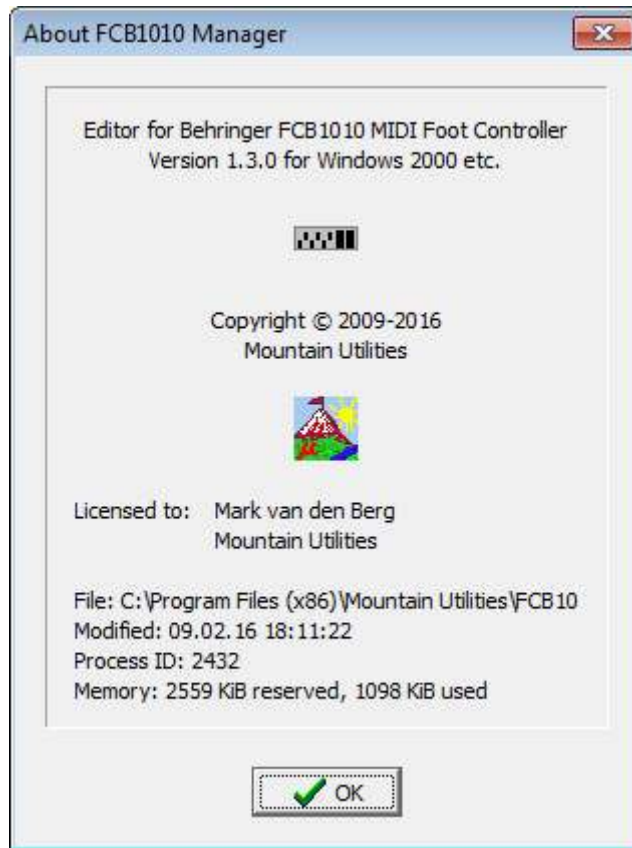 About FCB1010 Manager
Editor for Behringer FCB1010 MIDI Foot Controller
Version 1.3.0 for Windows 2000 etc.
Copyright © 2009-2016
Mountain Utilities
Licensed to: Mark van den Berg
Mountain Utilities
File: C:\Program Files (x86)\Mountain Utilities\FCB10
Modified: 09.02.16 18:11:22
Process ID: 2432
Memory: 2559 KiB reserved, 1098 KiB used
OK